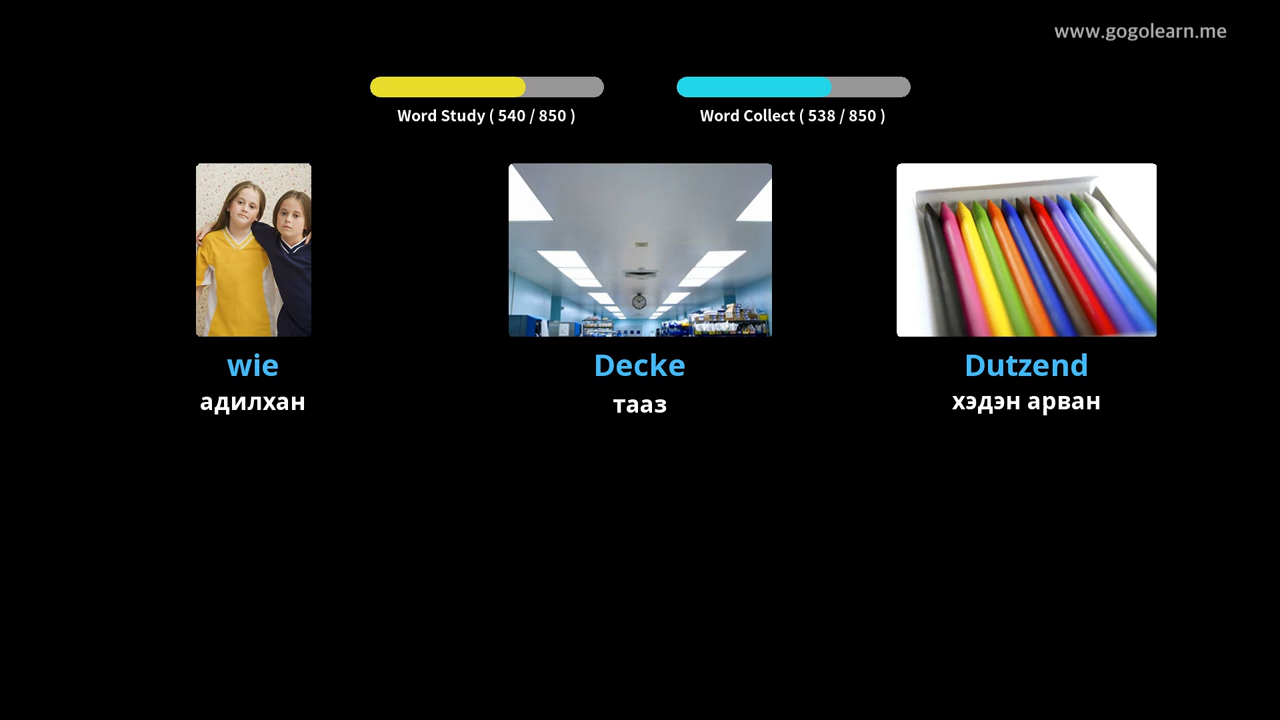 www.gogolearn.me
Word Study ( 540 / 850 )
Word Collect ( 538 / 850 )
wie
адилхан
Decke
тааз
Dutzend
хэдэн арван